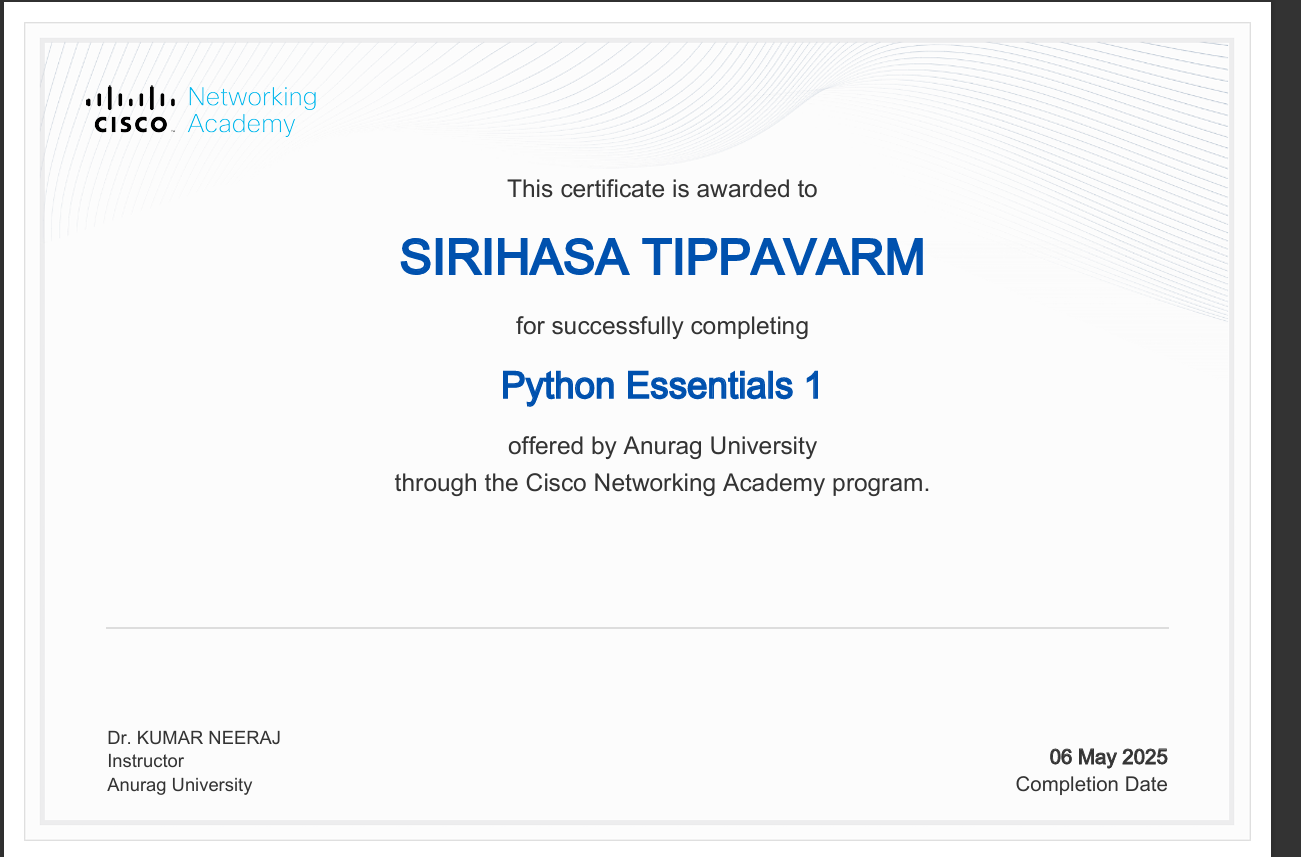 CISCO
Networking
Academy
This certificate is awarded to
SIRIHASA TIPPAVARM
for successfully completing
Python Essentials 1
offered by Anurag University
through the Cisco Networking Academy program.
Dr. KUMAR NEERAJ
Instructor
Anurag University
06 May 2025
Completion Date